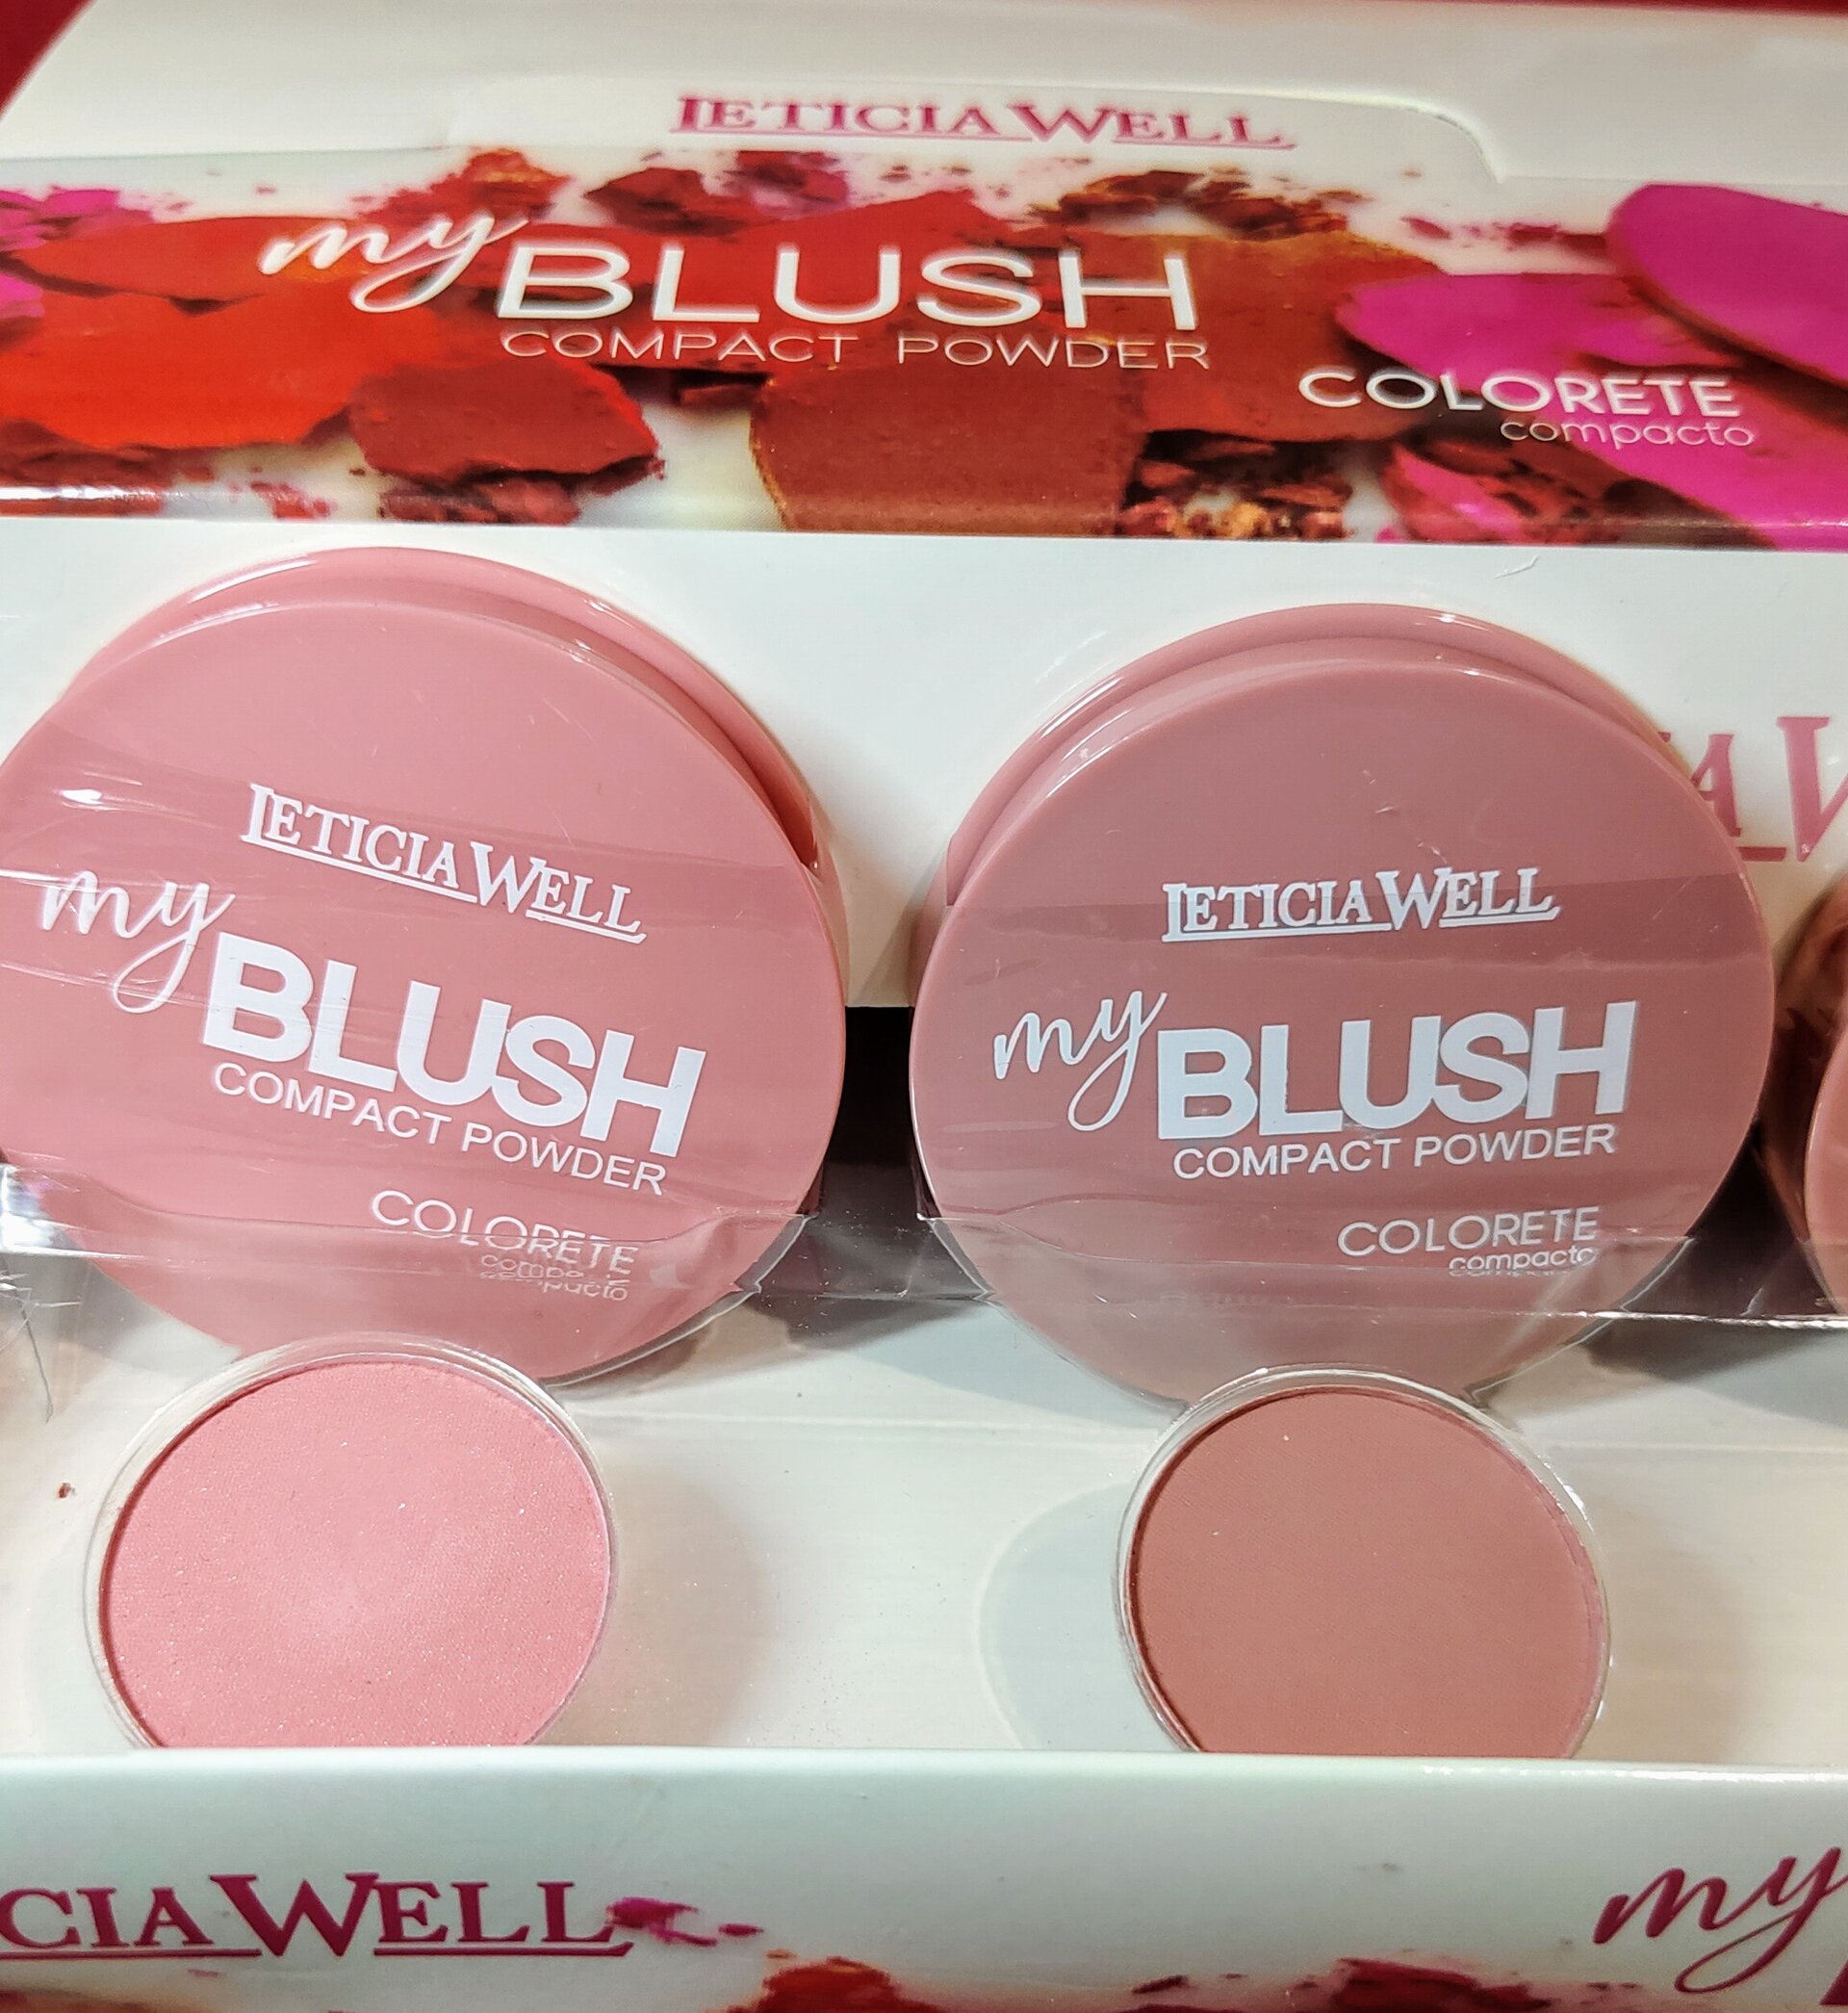 LETICIA WELL
my BLUSH
COMPACT POWDER
COLORETE
compacto
LETICIA WELL
my BLUSH
COMPACT POWDER
COLORETE
compacto
LETICIA WELL
my BLUSH
COMPACT POWDER
COLORETE
compacto
A W
CIA WELL
my